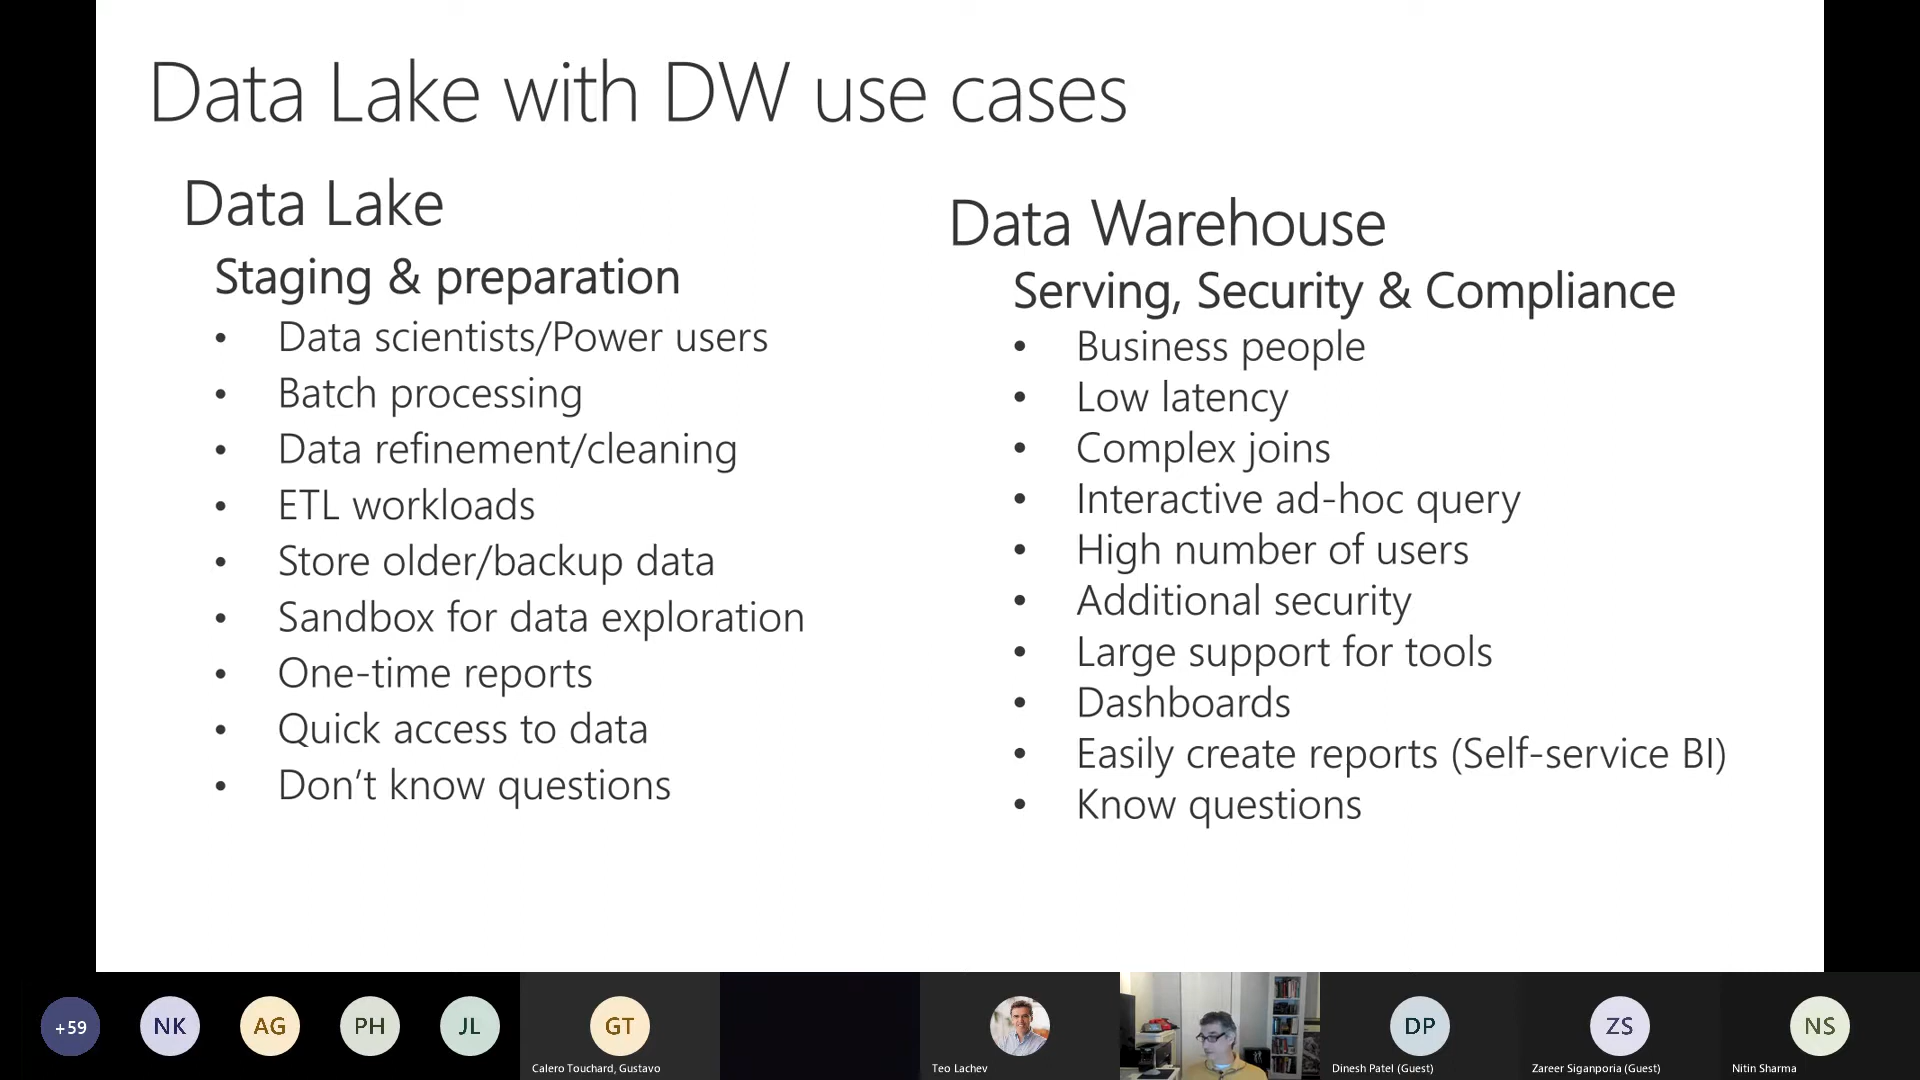 Data Lake with DW use cases
Data Lake
Staging & preparation
• Data scientists/Power users
• Batch processing
• Data refinement/cleaning
• ETL workloads
• Store older/backup data
• Sandbox for data exploration
• One-time reports
• Quick access to data
• Don’t know questions
Data Warehouse
Serving, Security & Compliance
• Business people
• Low latency
• Complex joins
• Interactive ad-hoc query
• High number of users
• Additional security
• Large support for tools
• Dashboards
• Easily create reports (Self-service BI)
• Know questions
+59
NK
AG
PH
JL
GT
Calero Touchard, Gustavo
Teo Lachev
DP
Dinesh Patel (Guest)
ZS
Zareer Siganporia (Guest)
NS
Nitin Sharma